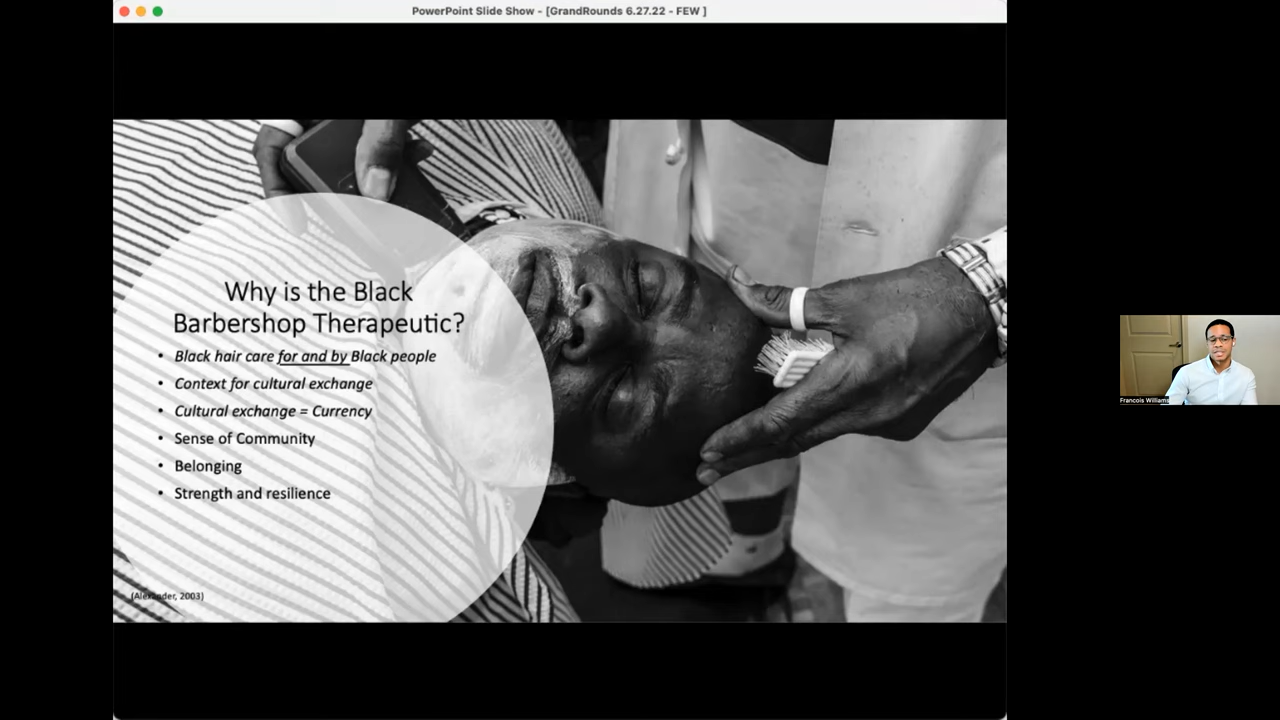 PowerPoint Slide Show - [GrandRounds 6.27.22 - FEW ]
Why is the Black
Barbershop Therapeutic?
• Black hair care for and by Black people
• Context for cultural exchange
• Cultural exchange = Currency
• Sense of Community
• Belonging
• Strength and resilience
(Alexander, 2003)
Francois Williams